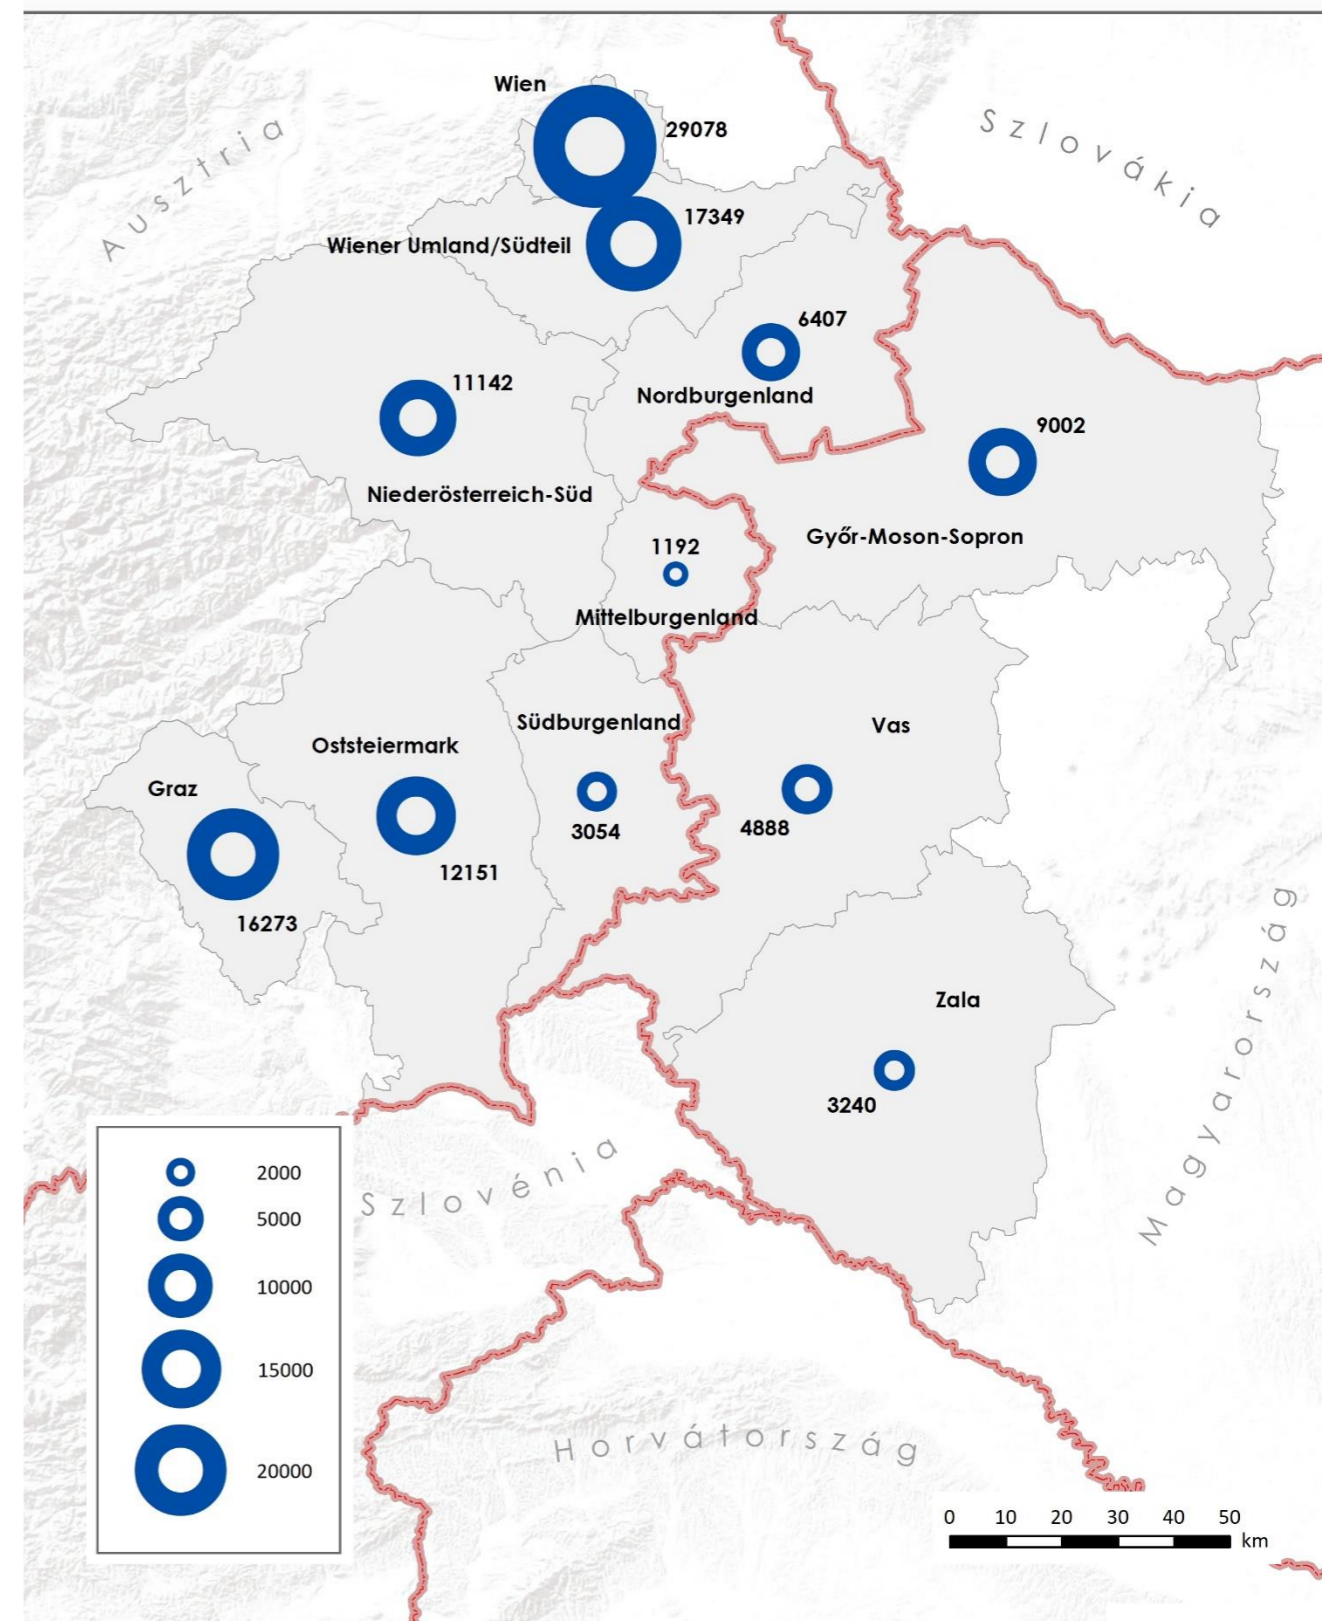 Wien
29078
Ausztria
Szlovákia
17349
Wiener Umland/Südteil
6407
Nordburgenland
11142
9002
Niederösterreich-Süd
Győr-Moson-Sopron
1192
Mittelburgenland
Südburgenland
Vas
Oststeiermark
Graz
3054
4888
12151
16273
Magyarország
Zala
3240
Szlovénia
2000
5000
10000
15000
20000
Horvátország
0 10 20 30 40 50
km